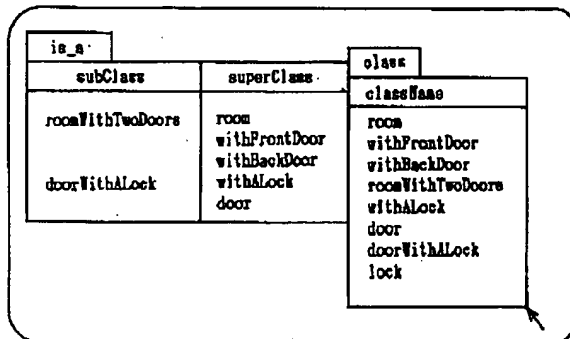 is_a
subClass superClass
roomWithTwoDoors room
withFrontDoor
withBackDoor
doorWithALock withALock
door
class
className
room
withFrontDoor
withBackDoor
roomWithTwoDoors
withALock
door
doorWithALock
lock